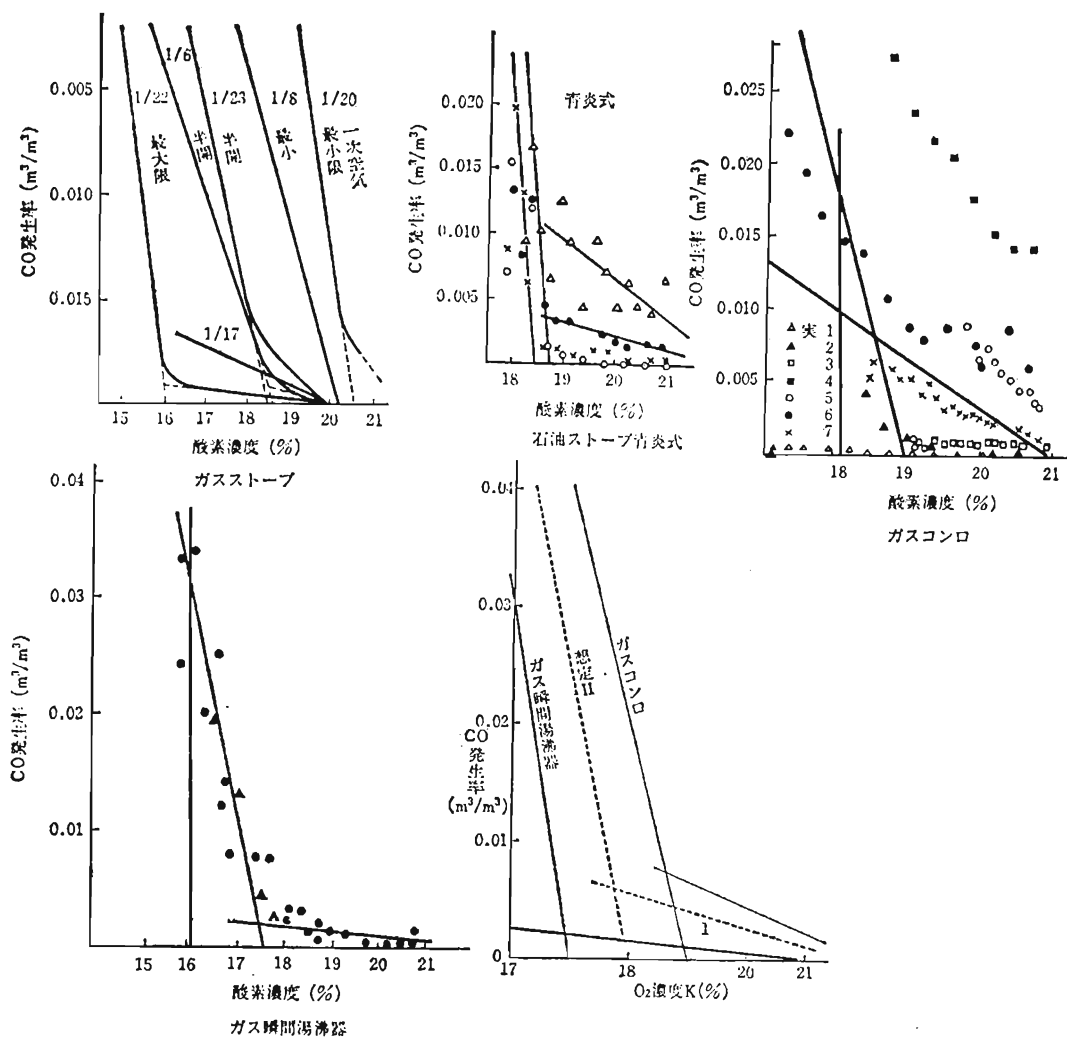 0.005
0.010
0.015
CO発生率 (m³/m³)
1/22
最大限
1/6
半開
1/23
半開
1/8
最小
1/20
最小限
一次空気
1/17
15 16 17 18 19 20 21
酸素濃度 (%)
ガスストーブ
0.020
0.015
0.010
0.005
CO発生率 (m³/m³)
青炎式
18 19 20 21
酸素濃度 (%)
石油ストーブ青炎式
0.025
0.020
0.015
0.010
0.005
CO発生率 (m³/m³)
実 1
2
3
4
5
6
7
18 19 20 21
酸素濃度 (%)
ガスコンロ
0.04
0.03
0.02
0.01
CO発生率 (m³/m³)
15 16 17 18 19 20 21
酸素濃度 (%)
ガス瞬間湯沸器
0.04
0.03
0.02
0.01
0
CO
発生率
(m³/m³)
ガス瞬間湯沸器
想定II
ガスコンロ
I
17 18 19 20 21
O₂濃度K(%)